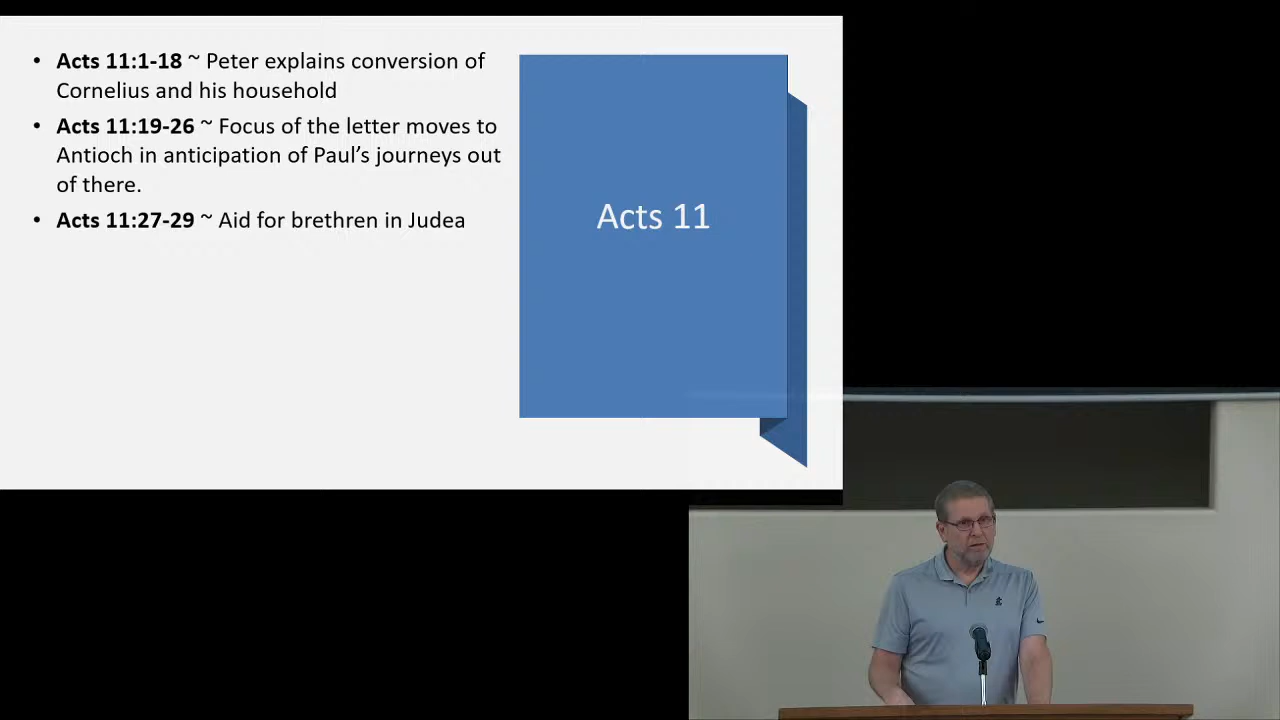 • Acts 11:1-18 ~ Peter explains conversion of
Cornelius and his household
• Acts 11:19-26 ~ Focus of the letter moves to
Antioch in anticipation of Paul's journeys out
of there.
• Acts 11:27-29 ~ Aid for brethren in Judea
Acts 11